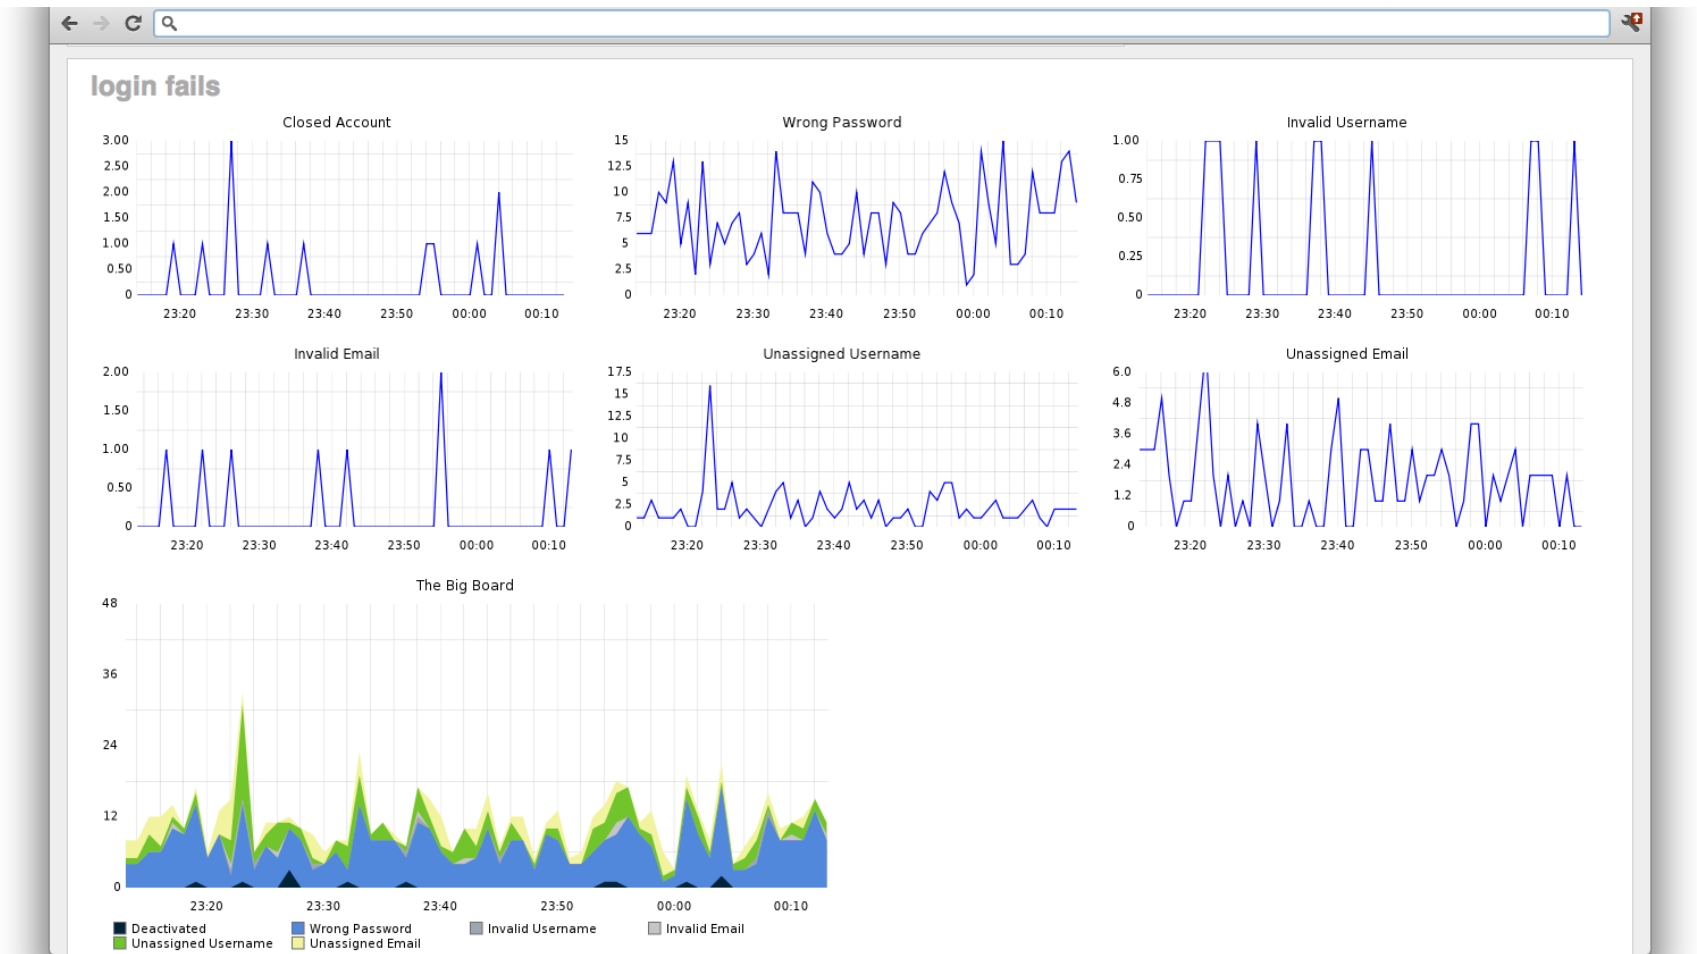 login fails
Closed Account
3.00
2.50
2.00
1.50
1.00
0.50
0
23:20 23:30 23:40 23:50 00:00 00:10
Wrong Password
15
12.5
10
7.5
5
2.5
0
23:20 23:30 23:40 23:50 00:00 00:10
Invalid Username
1.00
0.75
0.50
0.25
0
23:20 23:30 23:40 23:50 00:00 00:10
Invalid Email
2.00
1.50
1.00
0.50
0
23:20 23:30 23:40 23:50 00:00 00:10
Unassigned Username
17.5
15
12.5
10
7.5
5
2.5
0
23:20 23:30 23:40 23:50 00:00 00:10
Unassigned Email
6.0
4.8
3.6
2.4
1.2
0
23:20 23:30 23:40 23:50 00:00 00:10
The Big Board
48
36
24
12
0
23:20 23:30 23:40 23:50 00:00 00:10
Deactivated Wrong Password Invalid Username Invalid Email
Unassigned Username Unassigned Email